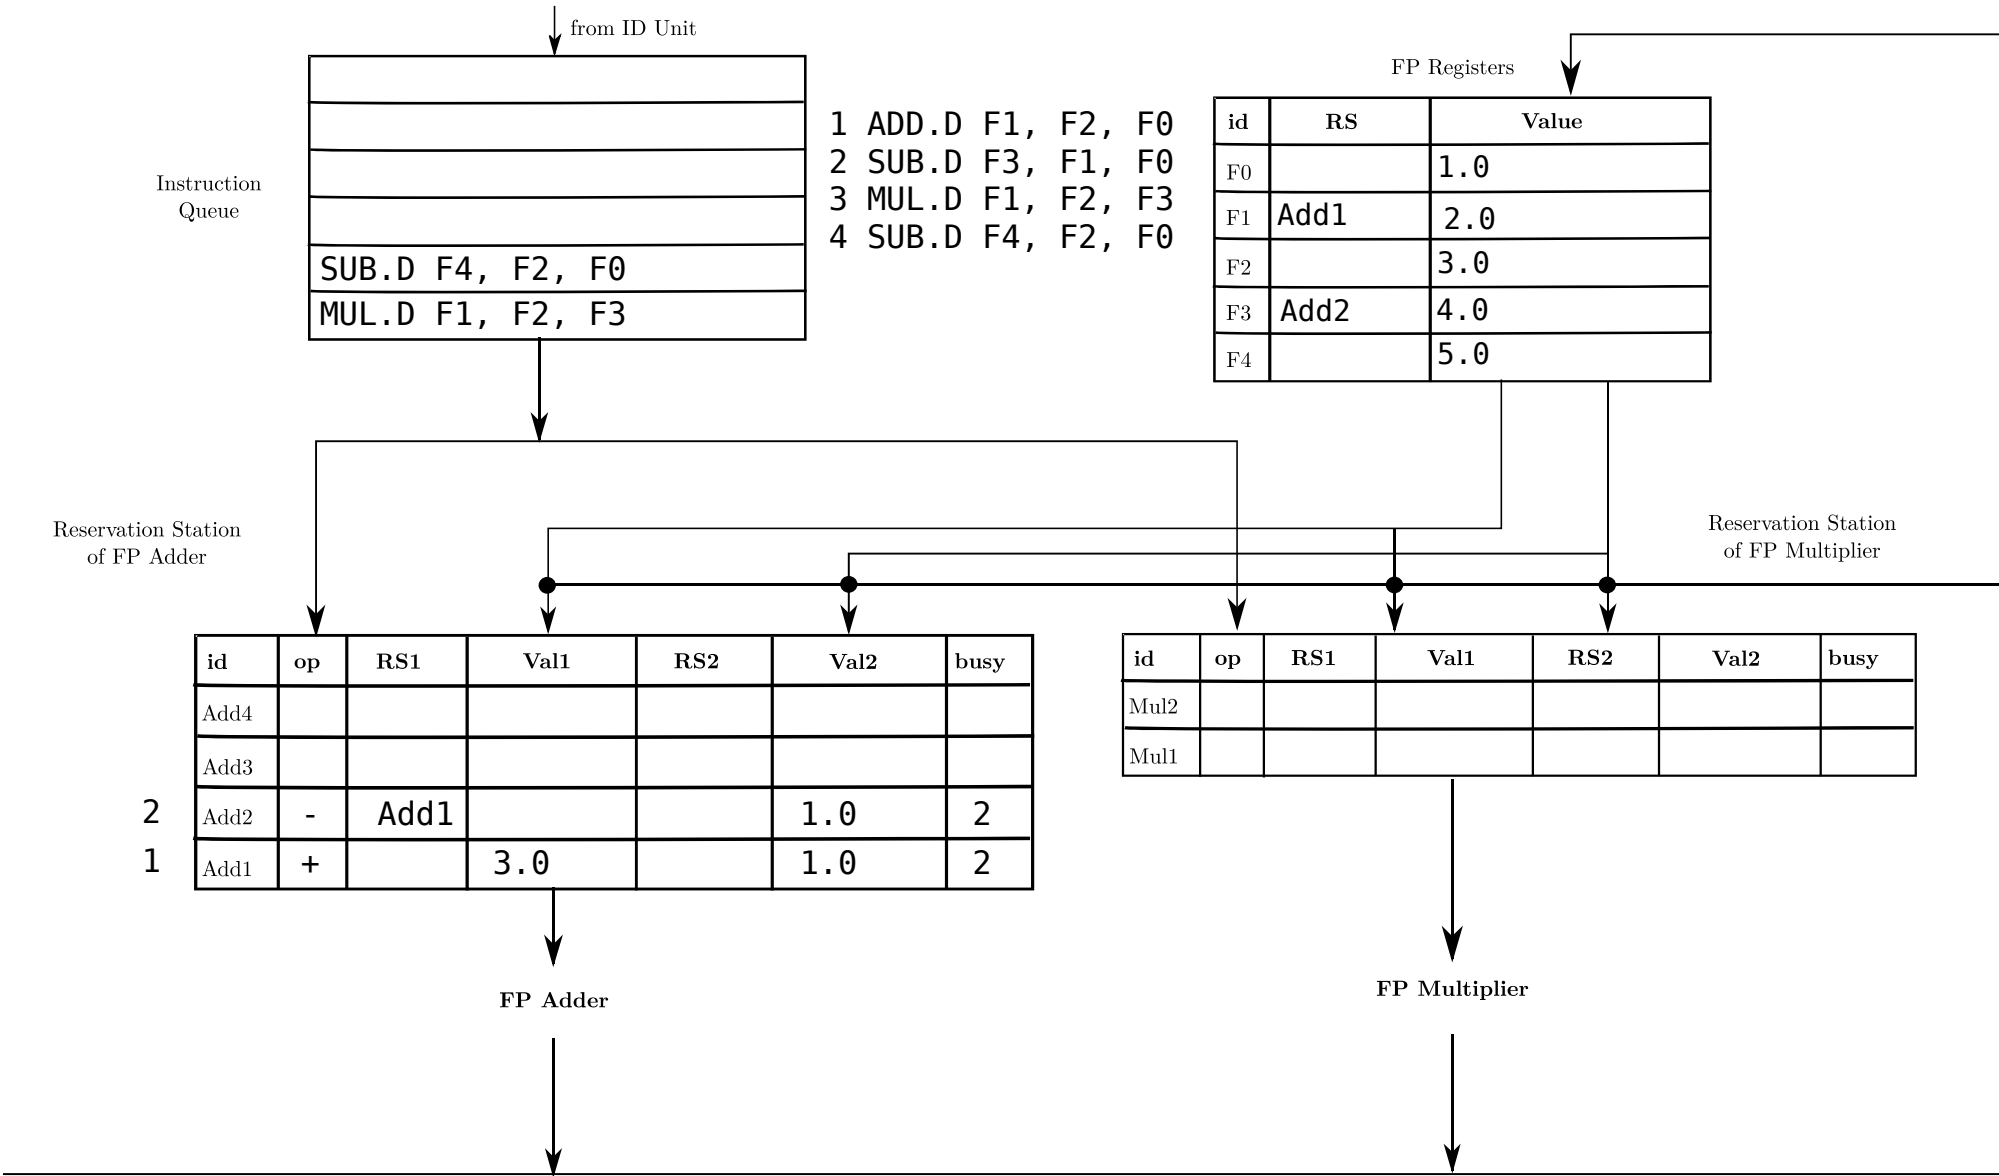 from ID Unit
FP Registers
1 ADD.D F1, F2, F0
2 SUB.D F3, F1, F0
3 MUL.D F1, F2, F3
4 SUB.D F4, F2, F0
id RS Value
F0 1.0
F1 Add1 2.0
F2 3.0
F3 Add2 4.0
F4 5.0
Instruction
Queue
SUB.D F4, F2, F0
MUL.D F1, F2, F3
Reservation Station
of FP Adder
Reservation Station
of FP Multiplier
id op RS1 Val1 RS2 Val2 busy
Add4
Add3
2 Add2 - Add1 1.0 2
1 Add1 + 3.0 1.0 2
id op RS1 Val1 RS2 Val2 busy
Mul2
Mul1
FP Adder
FP Multiplier